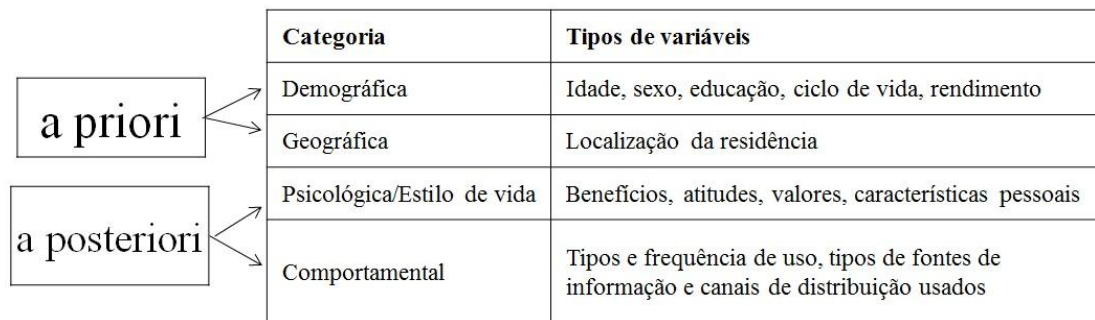 Categoria
Tipos de variáveis
a priori
Demográfica
Idade, sexo, educação, ciclo de vida, rendimento
Geográfica
Localização da residência
a posteriori
Psicológica/Estilo de vida
Benefícios, atitudes, valores, características pessoais
Comportamental
Tipos e frequência de uso, tipos de fontes de
informação e canais de distribuição usados